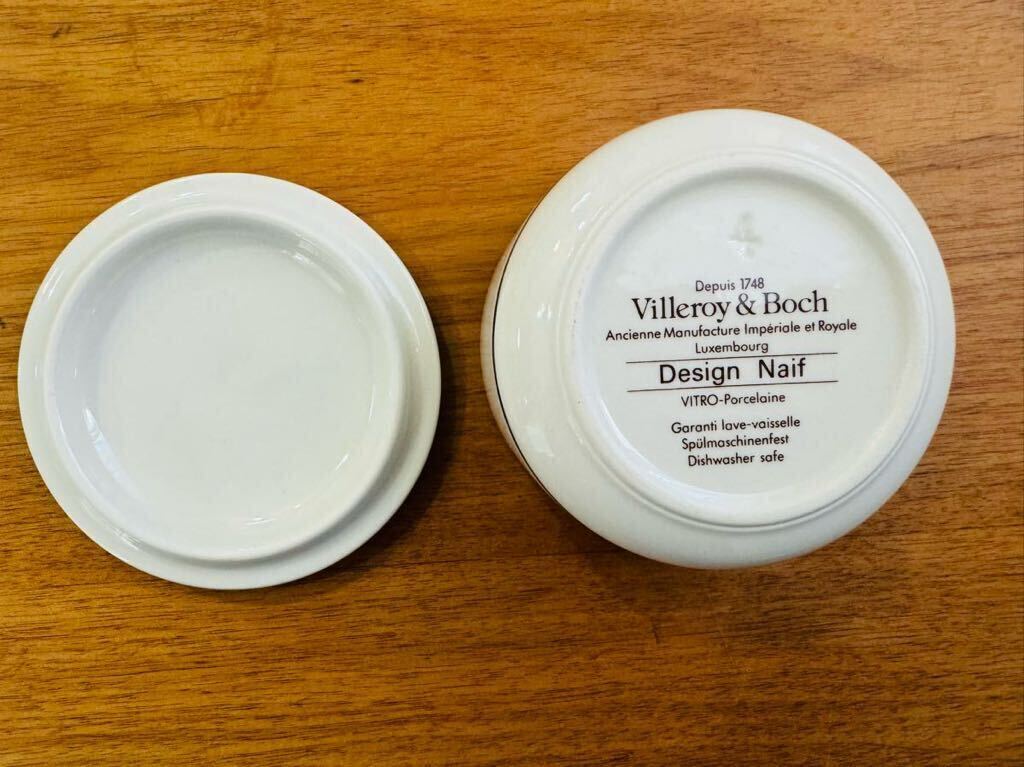 Depuis 1748
Villeroy & Boch
Ancienne Manufacture Impériale et Royale
Luxembourg
Design Naif
VITRO-Porcelaine
Garanti lave-vaisselle
Spülmaschinenfest
Dishwasher safe